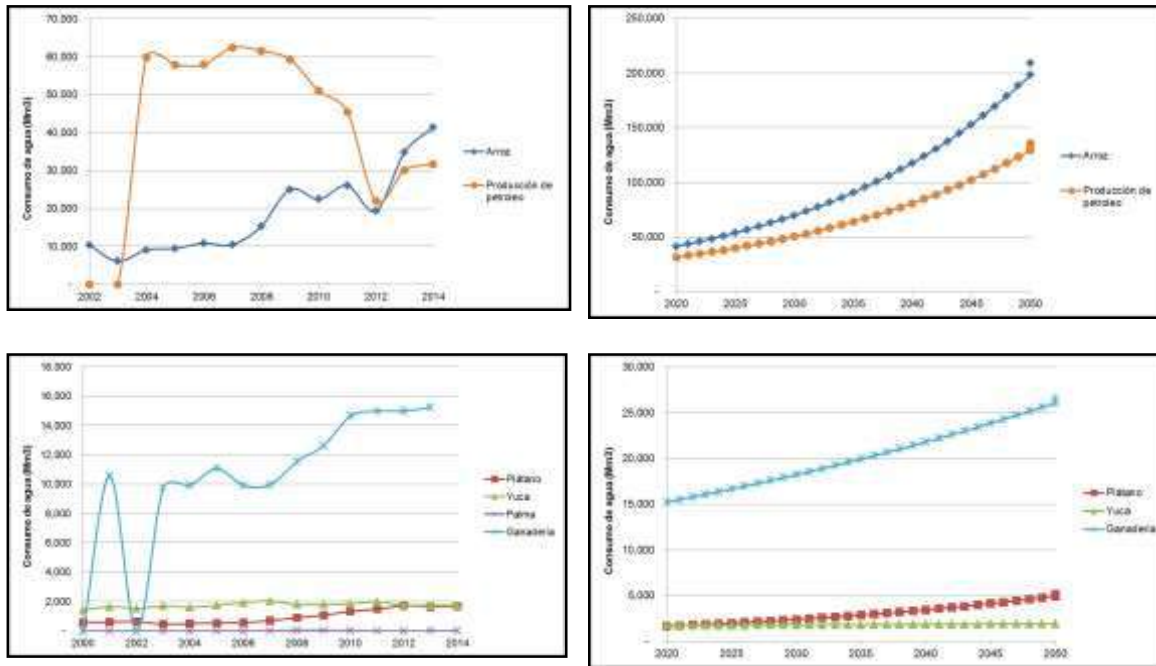 70,000
60,000
50,000
40,000
30,000
20,000
10,000
-
2002 2004 2006 2008 2010 2012 2014
Consumo de agua (Mm3)
Arroz
Producción de
petroleo
250,000
200,000
150,000
100,000
50,000
-
2020 2025 2030 2035 2040 2045 2050
Consumo de agua (Mm3)
Arroz
Producción de
petroleo
18,000
16,000
14,000
12,000
10,000
8,000
6,000
4,000
2,000
-
2000 2002 2004 2006 2008 2010 2012 2014
Consumo de agua (Mm3)
Plátano
Yuca
Palma
Ganadería
30,000
25,000
20,000
15,000
10,000
5,000
-
2020 2025 2030 2035 2040 2045 2050
Consumo de agua (Mm3)
Plátano
Yuca
Ganadería